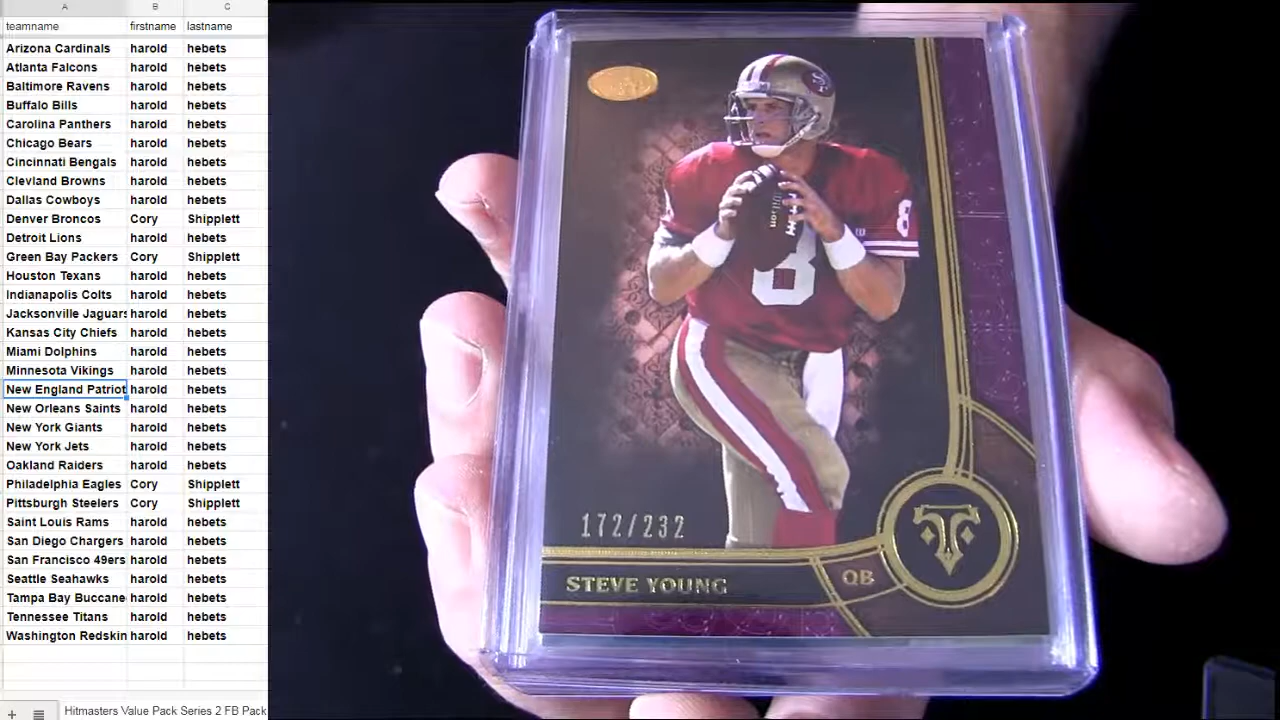 A B C
teamname firstname lastname
Arizona Cardinals harold hebets
Atlanta Falcons harold hebets
Baltimore Ravens harold hebets
Buffalo Bills harold hebets
Carolina Panthers harold hebets
Chicago Bears harold hebets
Cincinnati Bengals harold hebets
Clevland Browns harold hebets
Dallas Cowboys harold hebets
Denver Broncos Cory Shipplett
Detroit Lions harold hebets
Green Bay Packers Cory Shipplett
Houston Texans harold hebets
Indianapolis Colts harold hebets
Jacksonville Jaguars harold hebets
Kansas City Chiefs harold hebets
Miami Dolphins harold hebets
Minnesota Vikings harold hebets
New England Patriot harold hebets
New Orleans Saints harold hebets
New York Giants harold hebets
New York Jets harold hebets
Oakland Raiders harold hebets
Philadelphia Eagles Cory Shipplett
Pittsburgh Steelers Cory Shipplett
Saint Louis Rams harold hebets
San Diego Chargers harold hebets
San Francisco 49ers harold hebets
Seattle Seahawks harold hebets
Tampa Bay Buccane harold hebets
Tennessee Titans harold hebets
Washington Redskin harold hebets
Hitmasters Value Pack Series 2 FB Pack
SF
8
8
172/232
STEVE YOUNG
QB